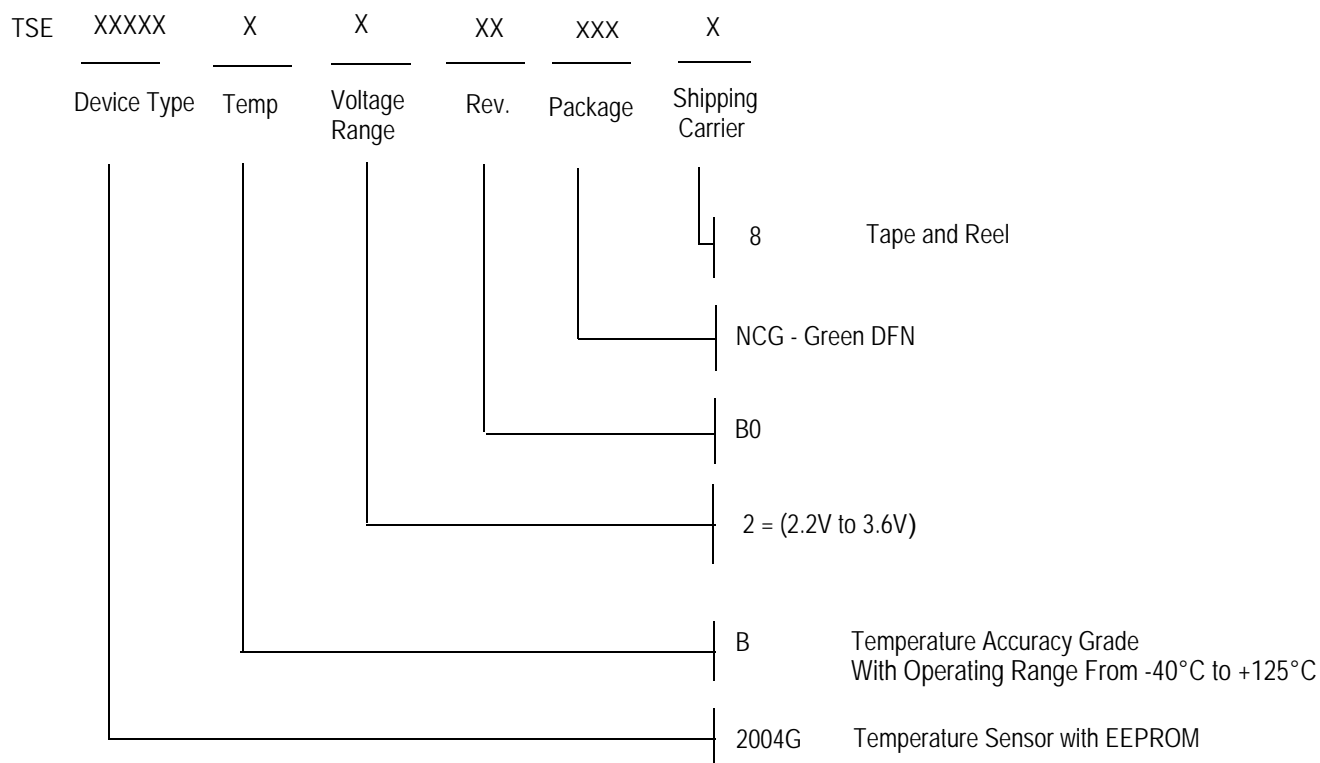 TSE XXXXX X X XX XXX X
Device Type Temp Voltage Range Rev. Package Shipping Carrier
8 Tape and Reel
NCG - Green DFN
B0
2 = (2.2V to 3.6V)
B Temperature Accuracy Grade
With Operating Range From -40°C to +125°C
2004G Temperature Sensor with EEPROM